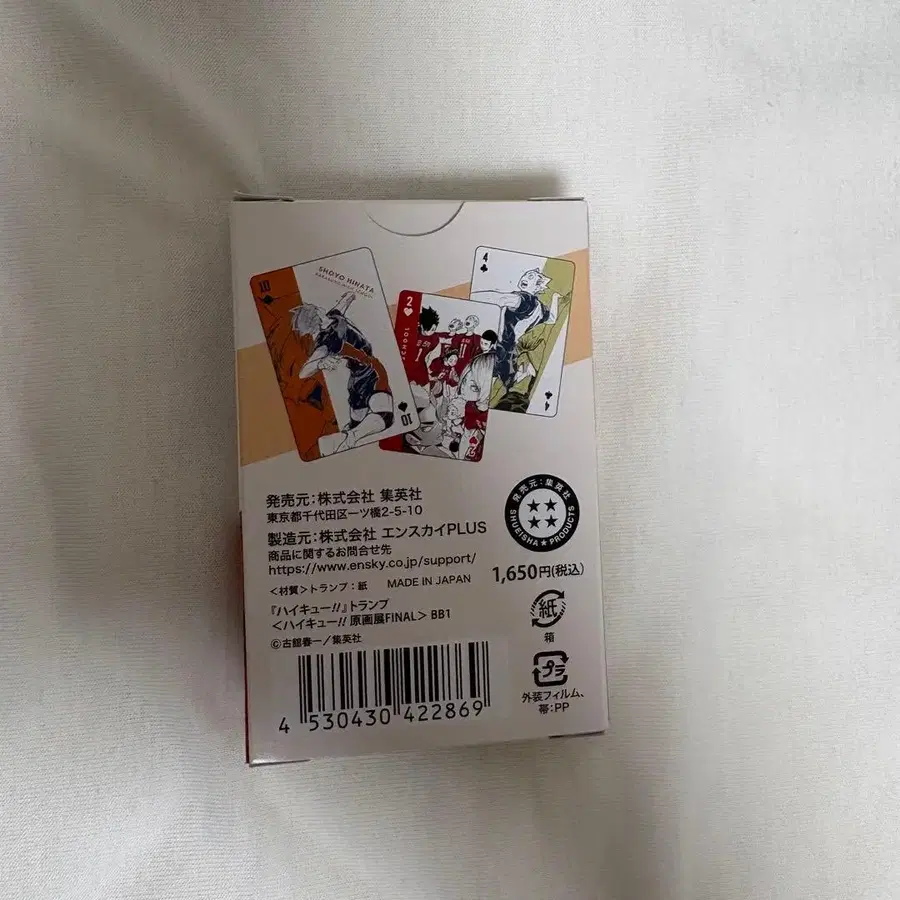 10
SHOYO HINATA
10
2
4
4
2
1
発売元:株式会社 集英社
東京都千代田区一ツ橋2-5-10
製造元:株式会社 エンスカイPLUS
商品に関するお問合せ先
https://www.ensky.co.jp/support/
<材質>トランプ:紙 MADE IN JAPAN
発売元:集英社
SHUEISHA★PRODUCTS
1,650円(税込)
『ハイキュー!!』トランプ
<ハイキュー!! 原画展FINAL> BB1
©古舘春一/集英社
紙
箱
プラ
外装フィルム、
帯:PP
4 530430 422869